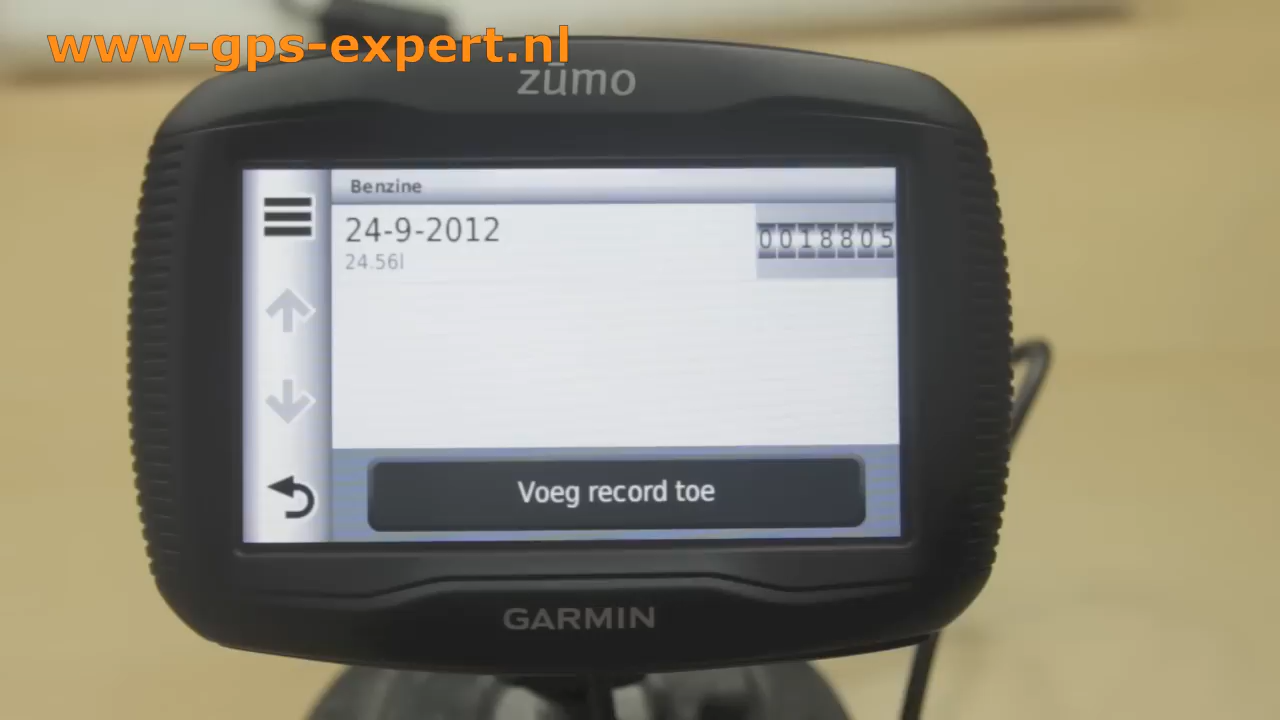 www-gps-expert.nl
zūmo
Benzine
24-9-2012
24.56l
0018805
Voeg record toe
GARMIN